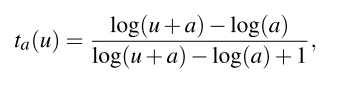 t_a(u) = \frac{\log(u+a) - \log(a)}{\log(u+a) - \log(a) + 1},